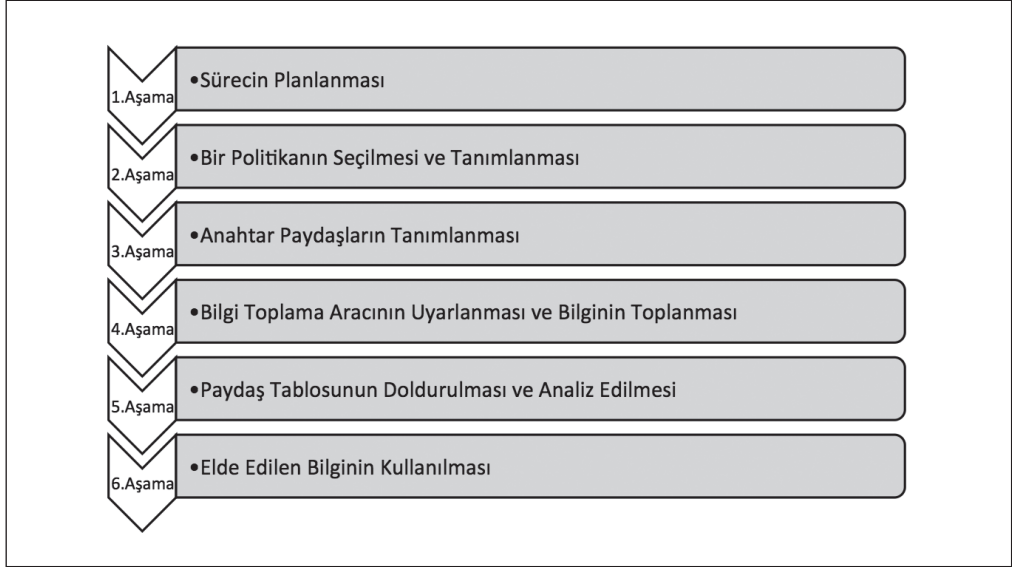 1.Aşama
•Sürecin Planlanması
2.Aşama
•Bir Politikanın Seçilmesi ve Tanımlanması
3.Aşama
•Anahtar Paydaşların Tanımlanması
4.Aşama
•Bilgi Toplama Aracının Uyarlanması ve Bilginin Toplanması
5.Aşama
•Paydaş Tablosunun Doldurulması ve Analiz Edilmesi
6.Aşama
•Elde Edilen Bilginin Kullanılması